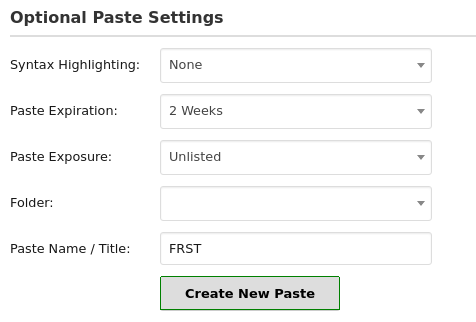 Optional Paste Settings
Syntax Highlighting: None
Paste Expiration: 2 Weeks
Paste Exposure: Unlisted
Folder:
Paste Name / Title: FRST
Create New Paste